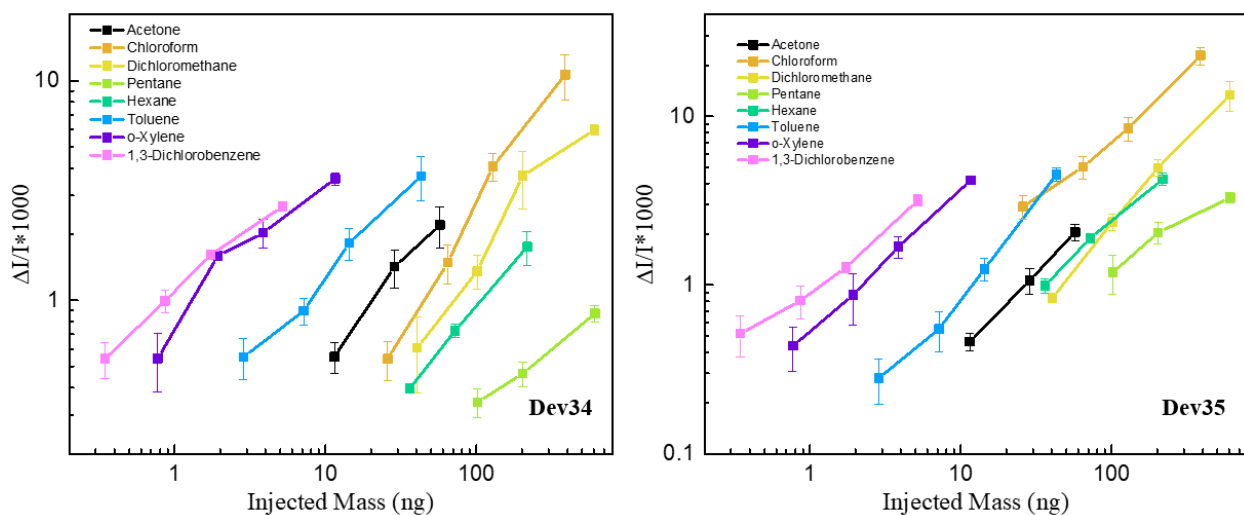 10
1
ΔI/I*1000
Acetone
Chloroform
Dichloromethane
Pentane
Hexane
Toluene
o-Xylene
1,3-Dichlorobenzene
Dev34
1
10
100
Injected Mass (ng)
10
1
0.1
ΔI/I*1000
Acetone
Chloroform
Dichloromethane
Pentane
Hexane
Toluene
o-Xylene
1,3-Dichlorobenzene
Dev35
1
10
100
Injected Mass (ng)